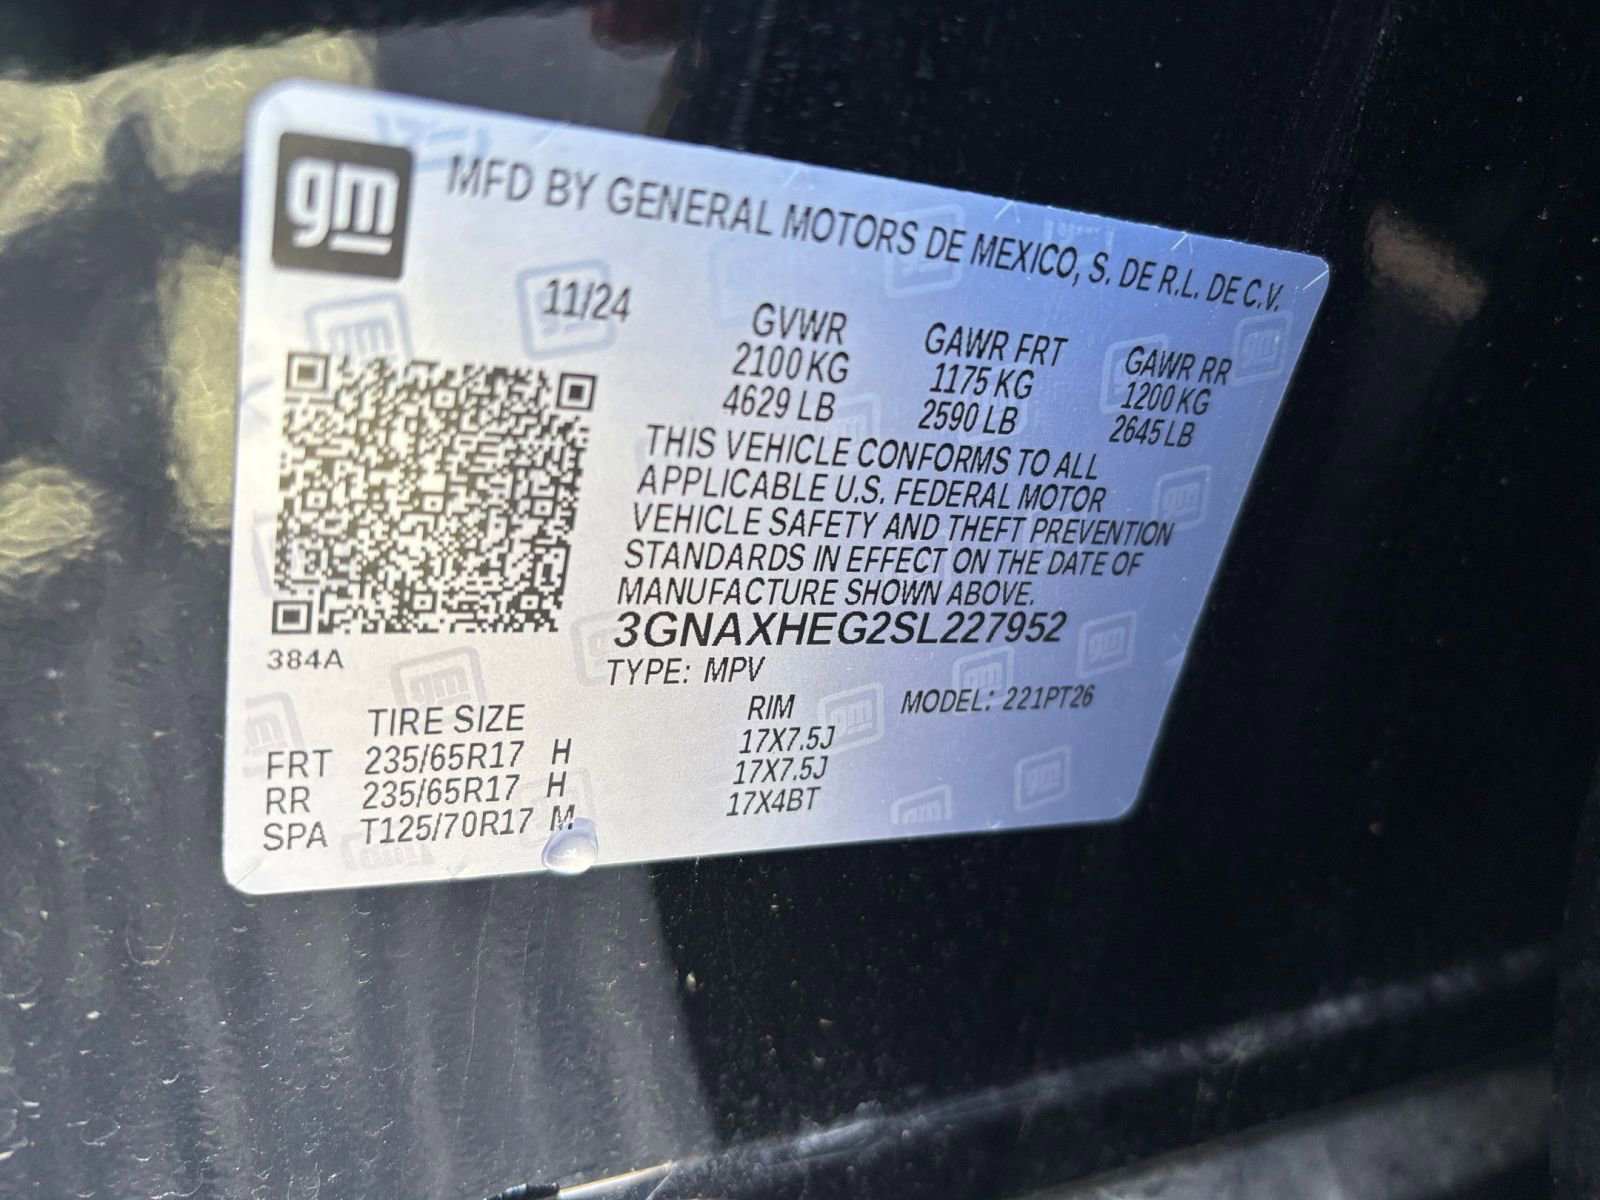 gm
MFD BY GENERAL MOTORS DE MEXICO, S. DE R.L. DE C.V.
11/24
GVWR GAWR FRT GAWR RR
2100 KG 1175 KG 1200 KG
4629 LB 2590 LB 2645 LB
THIS VEHICLE CONFORMS TO ALL
APPLICABLE U.S. FEDERAL MOTOR
VEHICLE SAFETY AND THEFT PREVENTION
STANDARDS IN EFFECT ON THE DATE OF
MANUFACTURE SHOWN ABOVE.
3GNAXHEG2SL227952
384A
TYPE: MPV
TIRE SIZE RIM MODEL: 221PT26
FRT 235/65R17 H 17X7.5J
RR 235/65R17 H 17X7.5J
SPA T125/70R17 M 17X4BT